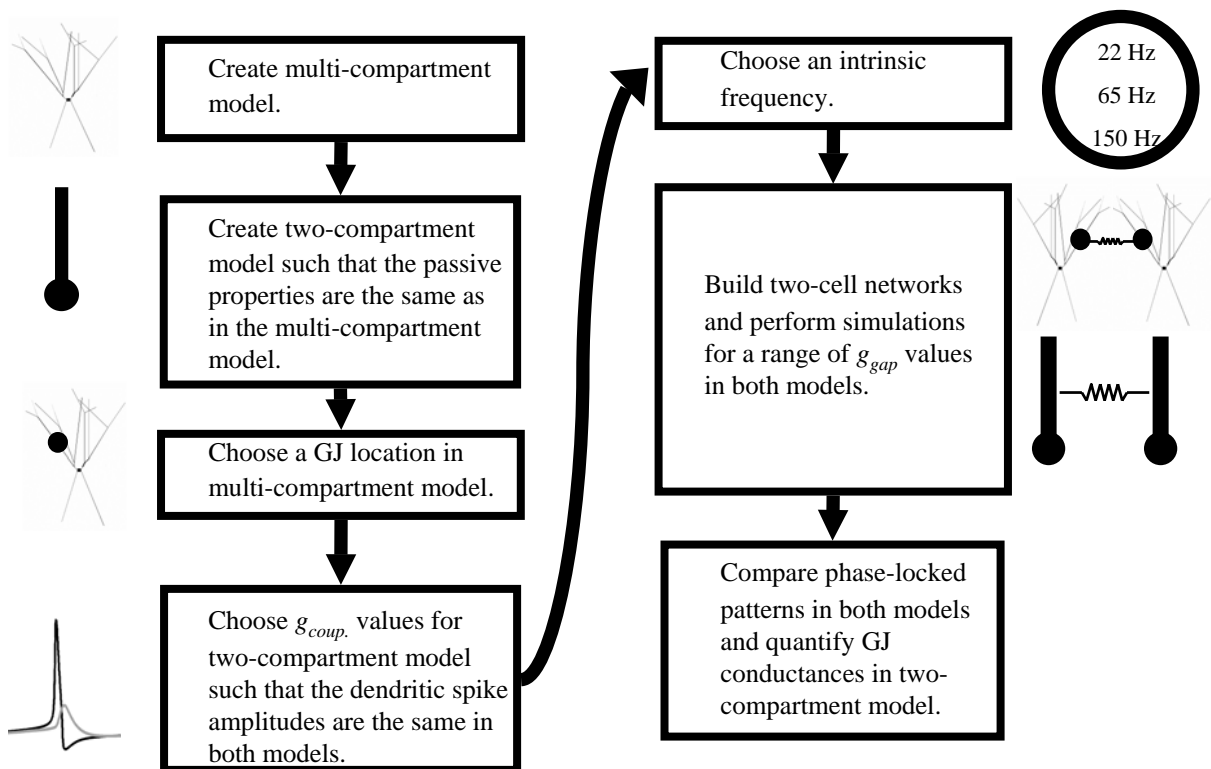 Create multi-compartment
model.
Create two-compartment
model such that the passive
properties are the same as
in the multi-compartment
model.
Choose a GJ location in
multi-compartment model.
Choose gcoup. values for
two-compartment model
such that the dendritic spike
amplitudes are the same in
both models.
Choose an intrinsic
frequency.
22 Hz
65 Hz
150 Hz
Build two-cell networks
and perform simulations
for a range of ggap values
in both models.
Compare phase-locked
patterns in both models
and quantify GJ
conductances in two-
compartment model.